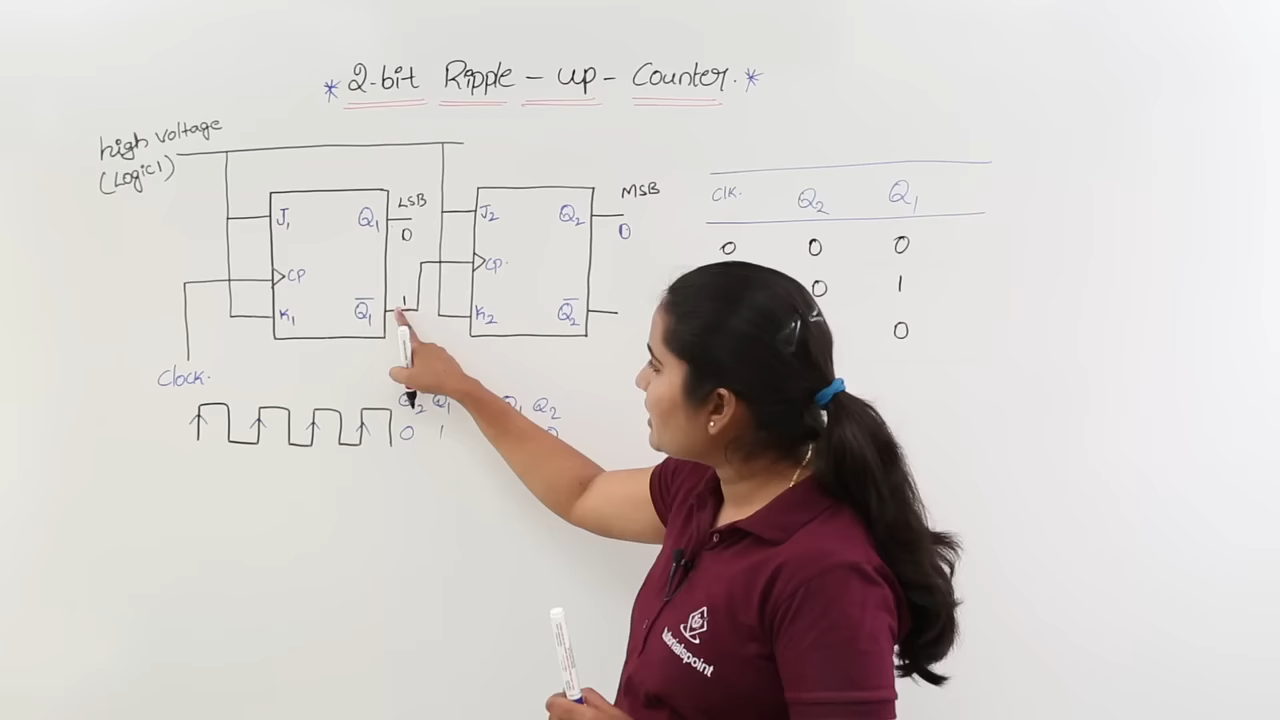 * 2-bit Ripple - up - Counter. *
high voltage
(Logic1)
J1 Q1 LSB
0
CP
K1 Q̅1 1
Clock.
J2 Q2 MSB
0
CP.
K2 Q̅2
Clk. Q2 Q1
0 0 0
0 1
0
Q2 Q1
0 1
Q1 Q2
0
tutorialspoint